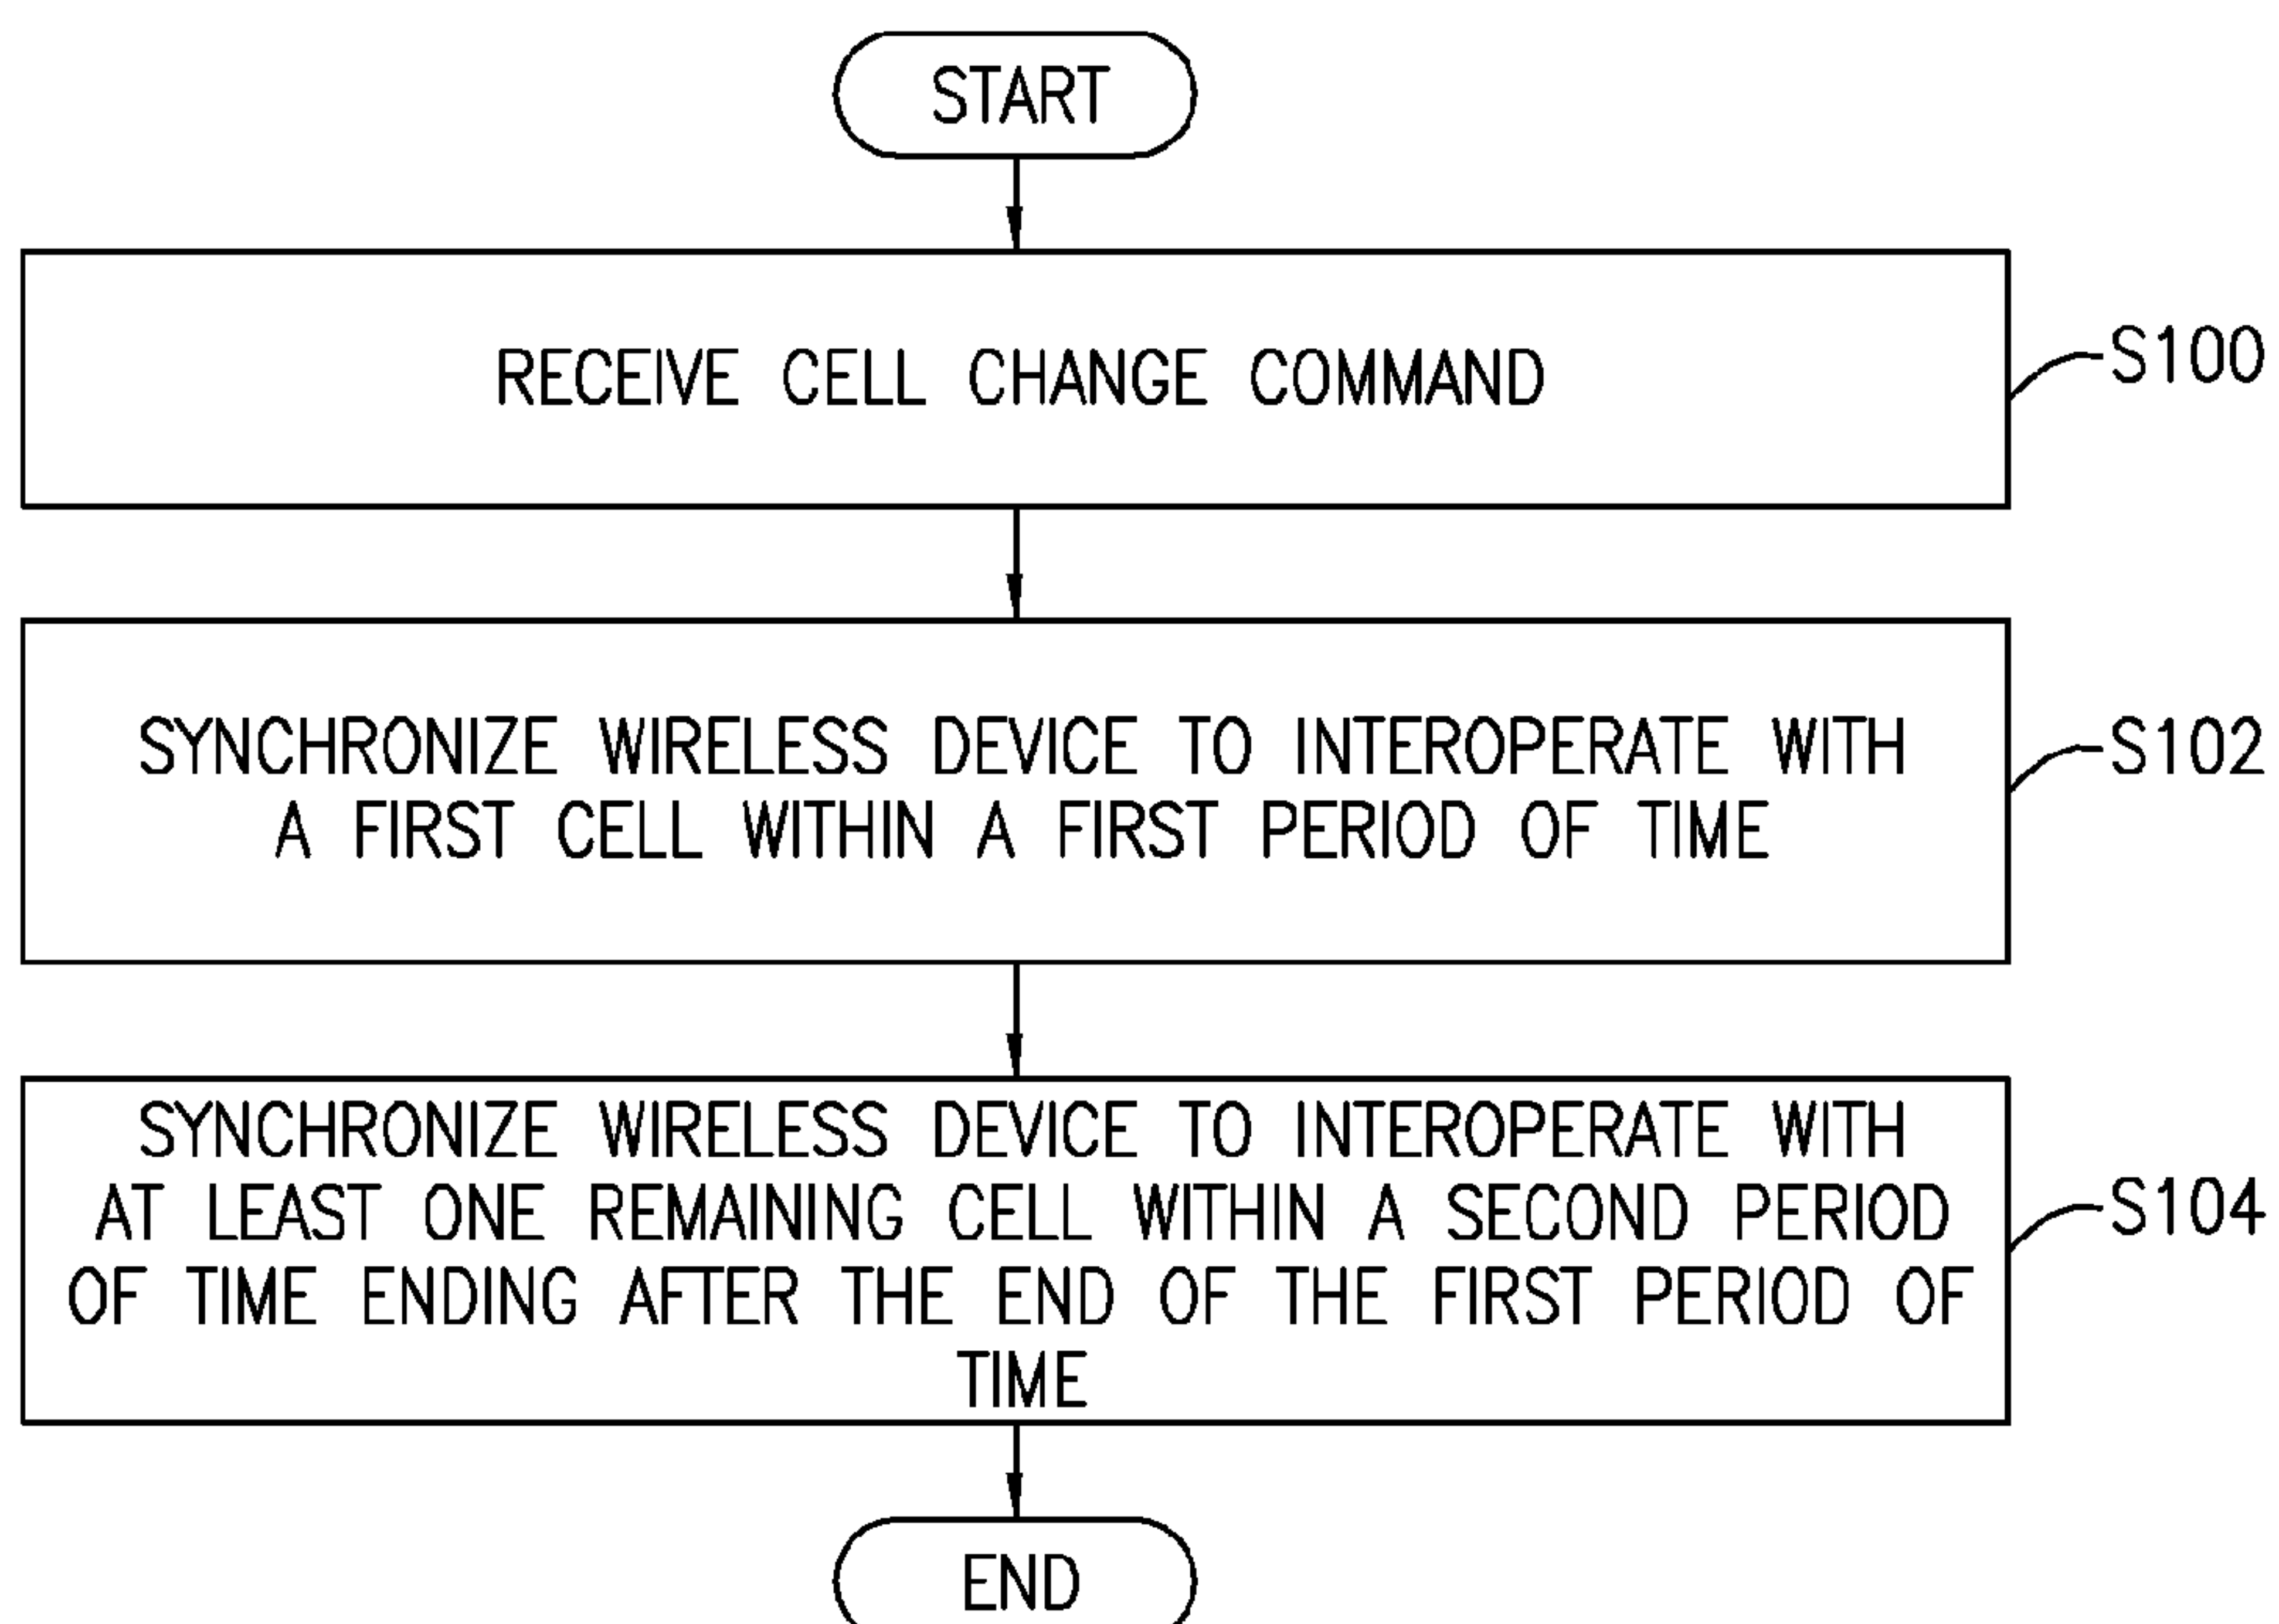 START
RECEIVE CELL CHANGE COMMAND
S100
SYNCHRONIZE WIRELESS DEVICE TO INTEROPERATE WITH
A FIRST CELL WITHIN A FIRST PERIOD OF TIME
S102
SYNCHRONIZE WIRELESS DEVICE TO INTEROPERATE WITH
AT LEAST ONE REMAINING CELL WITHIN A SECOND PERIOD
OF TIME ENDING AFTER THE END OF THE FIRST PERIOD OF
TIME
S104
END